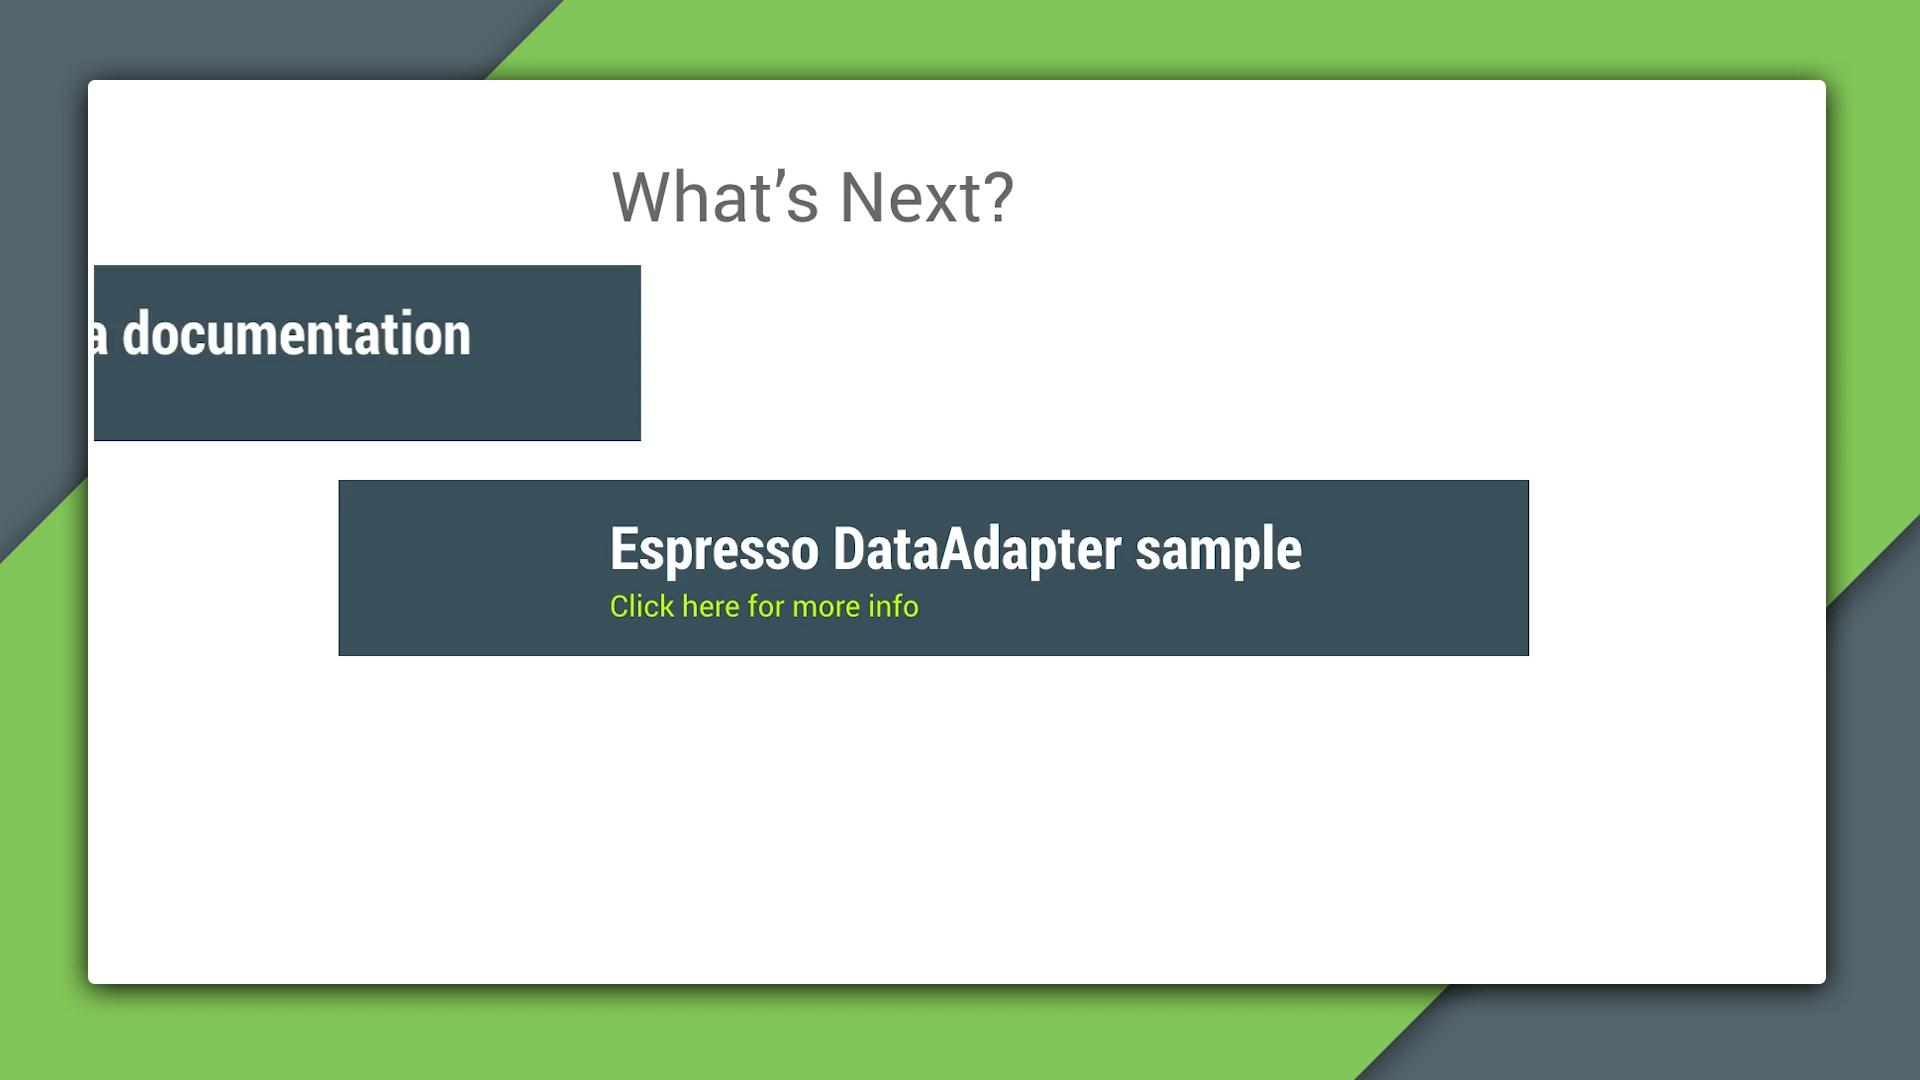 What’s Next?
a documentation
Espresso DataAdapter sample
Click here for more info